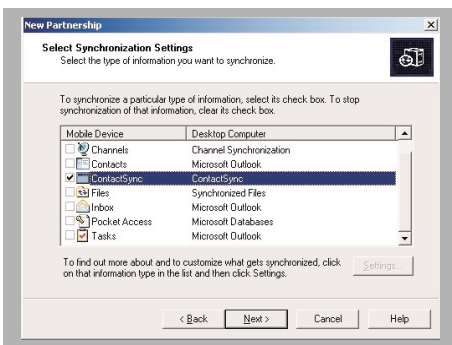 New Partnership
Select Synchronization Settings
Select the type of information you want to synchronize.
To synchronize a particular type of information, select its check box. To stop
synchronization of that information, clear its check box.
Mobile Device Desktop Computer
Channels Channel Synchronization
Contacts Microsoft Outlook
ContactSync ContactSync
Files Synchronized Files
Inbox Microsoft Outlook
Pocket Access Microsoft Databases
Tasks Microsoft Outlook
To find out more about and to customize what gets synchronized, click
on that information type in the list and then click Settings.
Settings...
< Back Next > Cancel Help